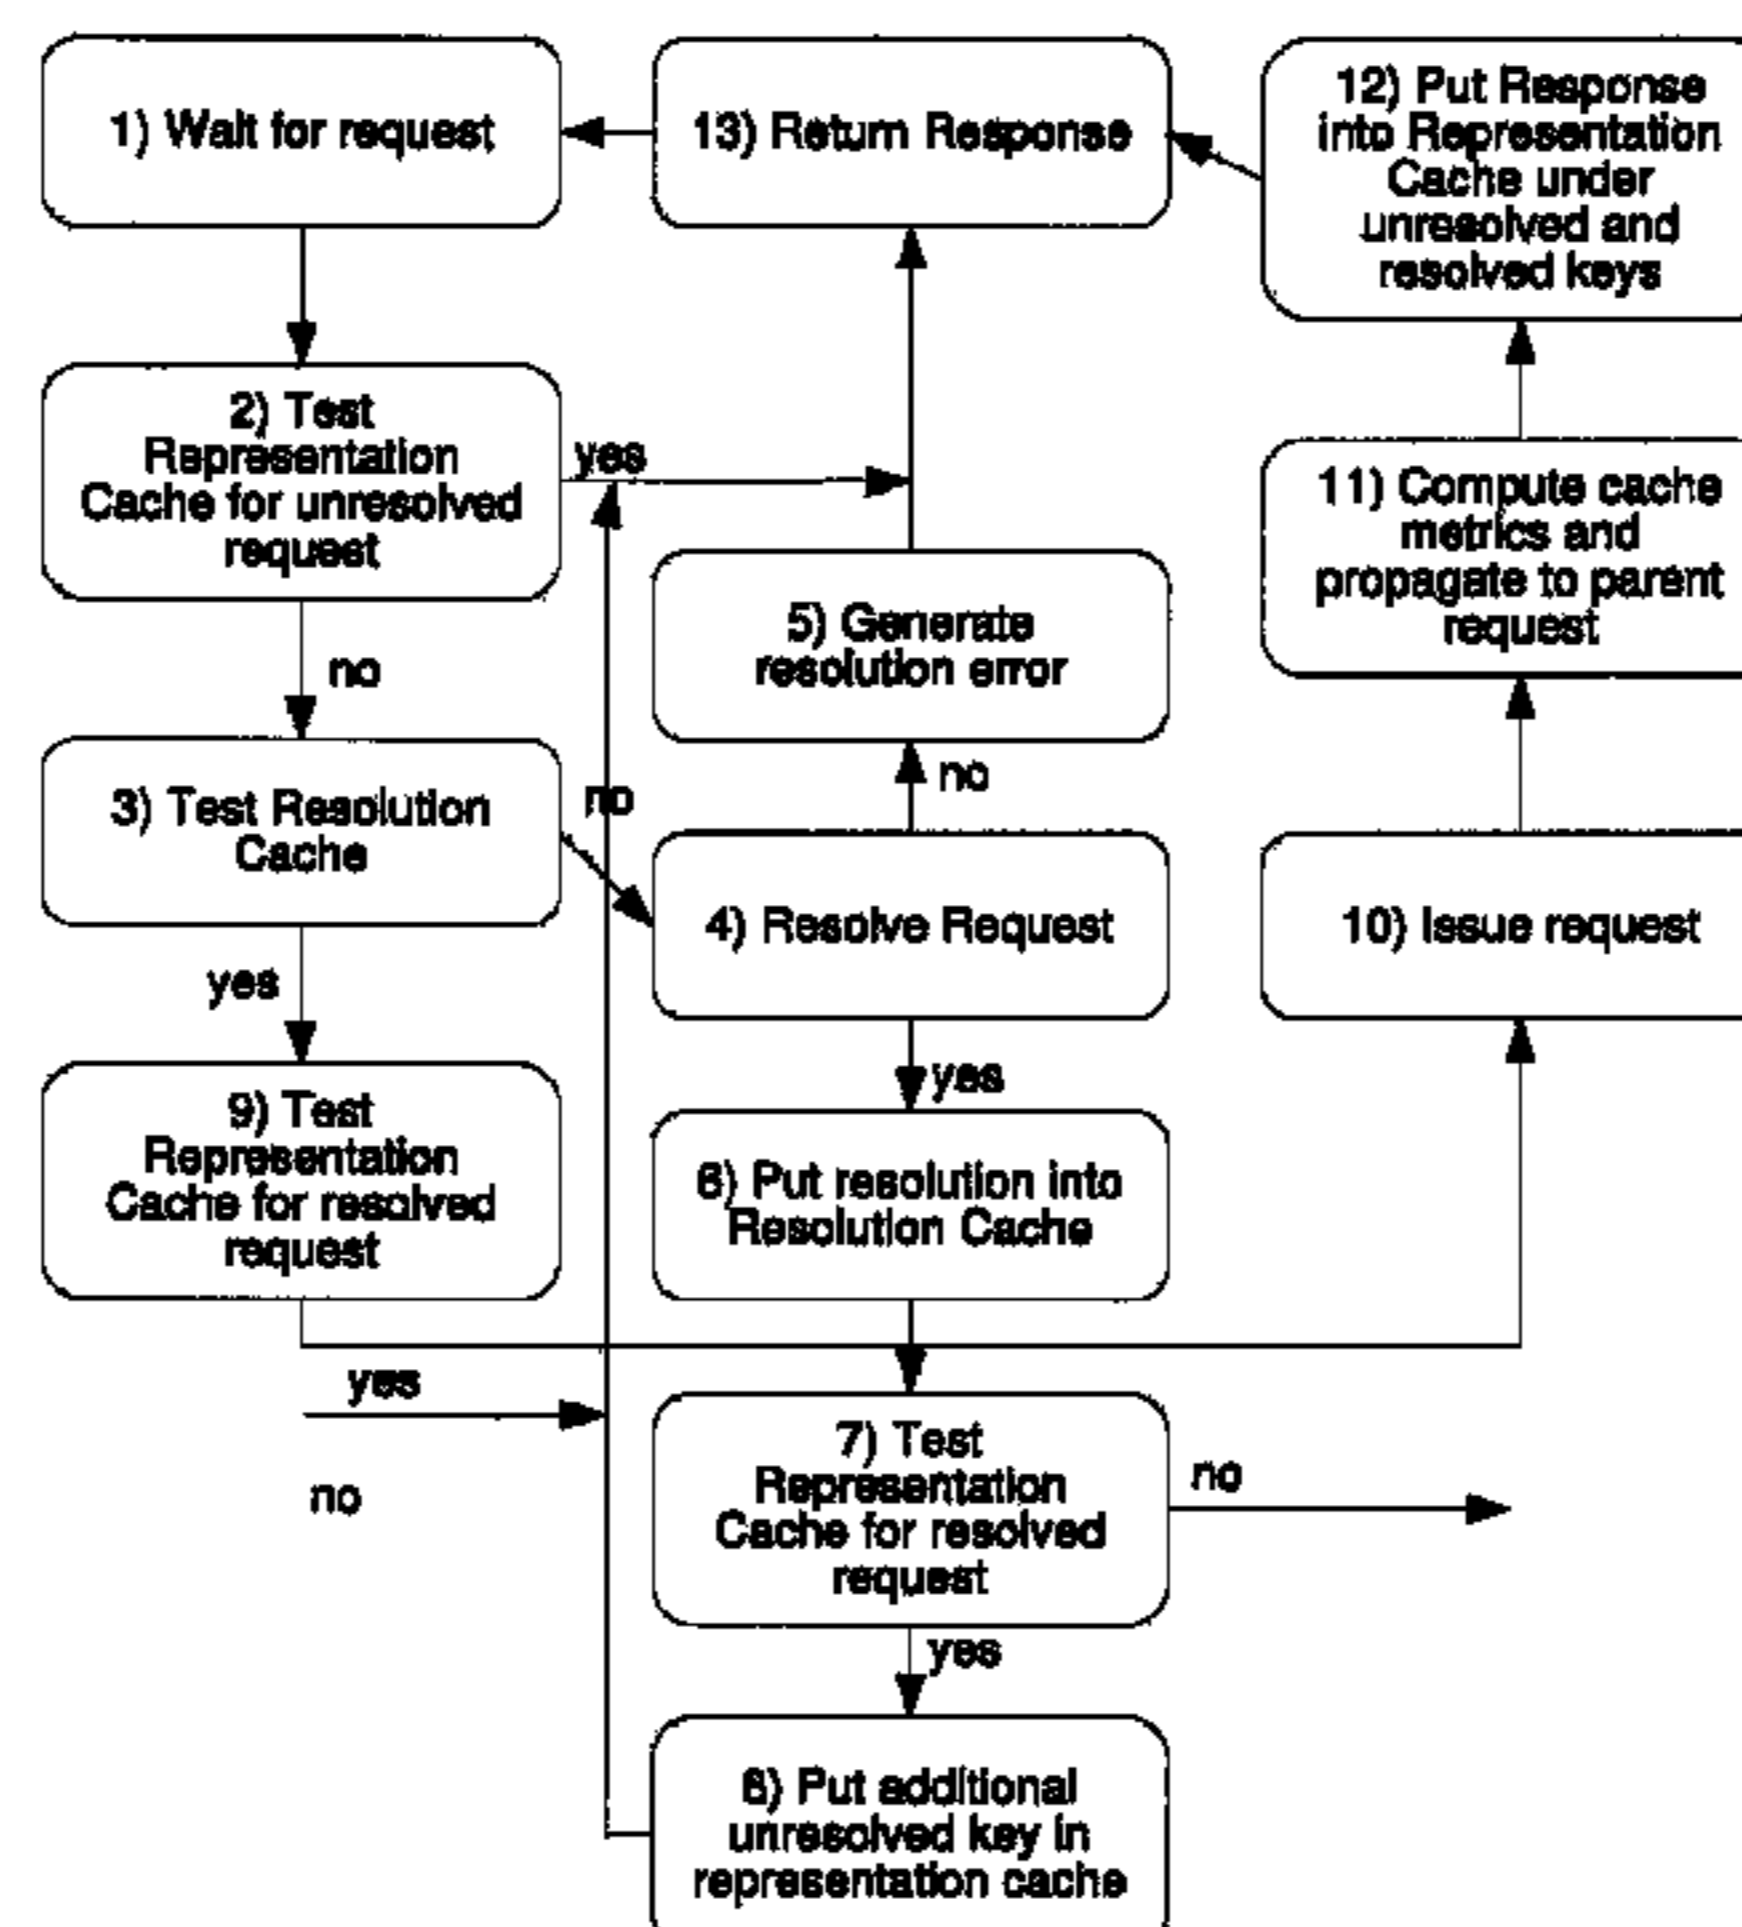 1) Wait for request
13) Return Response
12) Put Response
into Representation
Cache under
unresolved and
resolved keys
2) Test
Representation
Cache for unresolved
request
yes
11) Compute cache
metrics and
propagate to parent
request
5) Generate
resolution error
no
no
3) Test Resolution
Cache
no
4) Resolve Request
10) Issue request
yes
yes
9) Test
Representation
Cache for resolved
request
6) Put resolution into
Resolution Cache
yes
no
7) Test
Representation
Cache for resolved
request
no
yes
8) Put additional
unresolved key in
representation cache